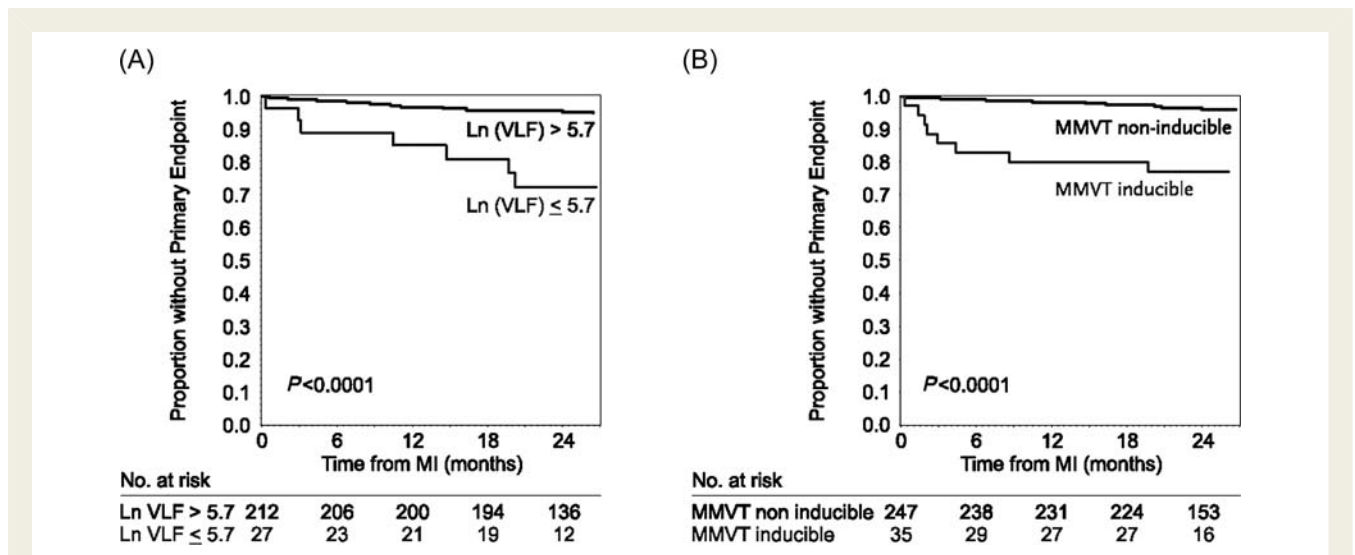 (A)
Proportion without Primary Endpoint
1.0
0.9
0.8
0.7
0.6
0.5
0.4
0.3
0.2
0.1
0.0
Ln (VLF) > 5.7
Ln (VLF) ≤ 5.7
P<0.0001
0 6 12 18 24
Time from MI (months)
No. at risk
Ln VLF > 5.7 212 206 200 194 136
Ln VLF ≤ 5.7 27 23 21 19 12
(B)
Proportion without Primary Endpoint
1.0
0.9
0.8
0.7
0.6
0.5
0.4
0.3
0.2
0.1
0.0
MMVT non-inducible
MMVT inducible
P<0.0001
0 6 12 18 24
Time from MI (months)
No. at risk
MMVT non inducible 247 238 231 224 153
MMVT inducible 35 29 27 27 16